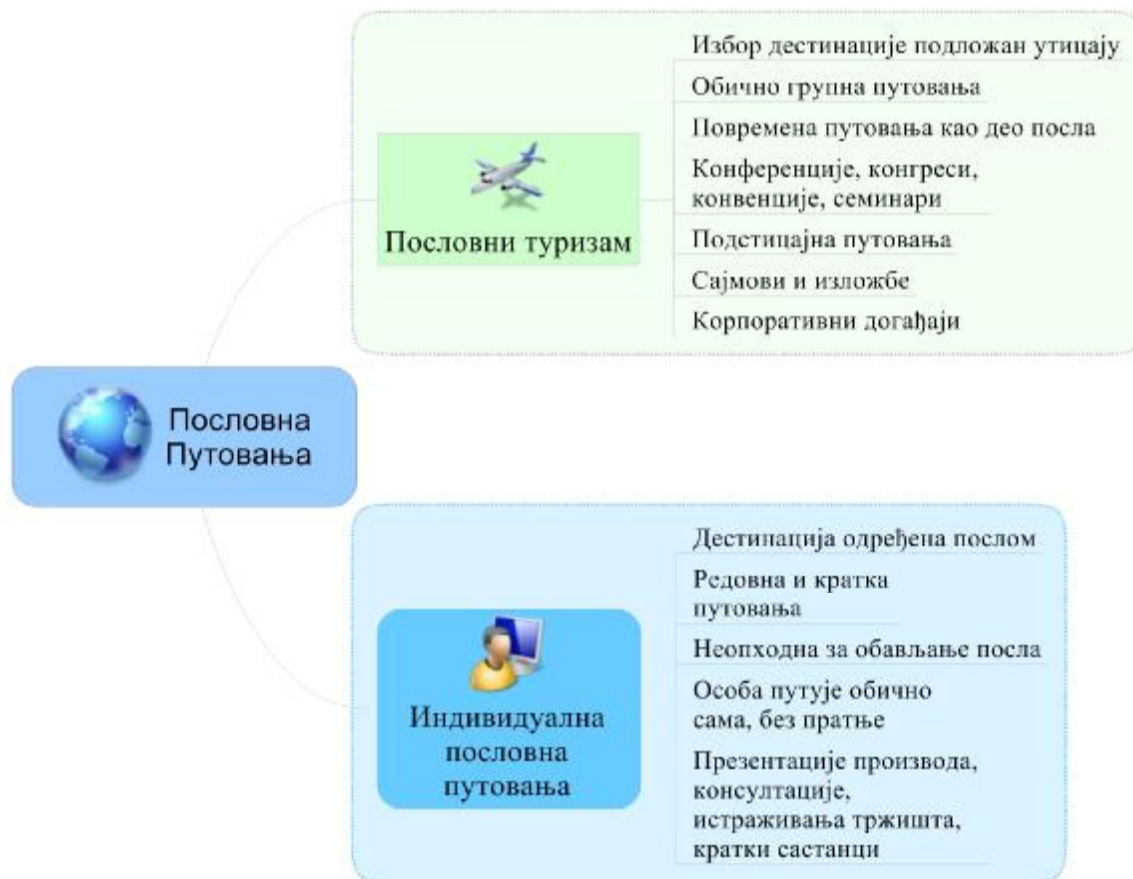 Пословна
Путовања
Пословни туризам
Избор дестинације подложан утицају
Обично групна путовања
Повремена путовања као део посла
Конференције, конгреси,
конвенције, семинари
Подстицајна путовања
Сајмови и изложбе
Корпоративни догађаји
Индивидуална
пословна
путовања
Дестинација одређена послом
Редовна и кратка
путовања
Неопходна за обављање посла
Особа путује обично
сама, без пратње
Презентације производа,
консултације,
истраживања тржишта,
кратки састанци